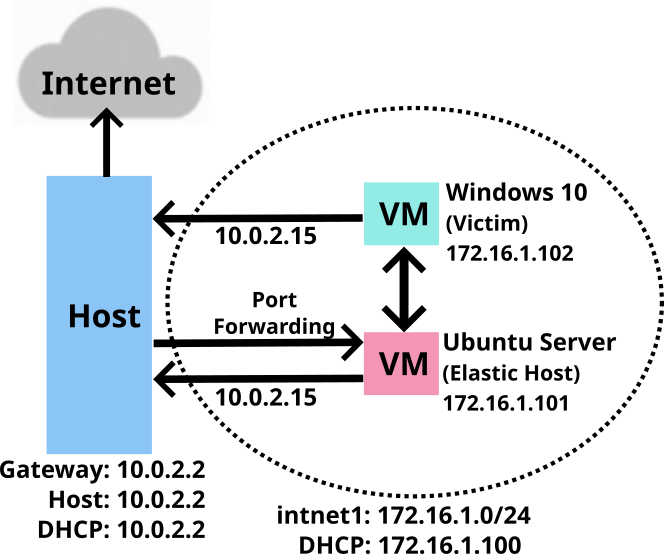 Internet
Windows 10
VM
(Victim)
10.0.2.15
172.16.1.102
Port
Forwarding
Host
Ubuntu Server
VM
(Elastic Host)
10.0.2.15
172.16.1.101
Gateway: 10.0.2.2
Host: 10.0.2.2
DHCP: 10.0.2.2
intnet1: 172.16.1.0/24
DHCP: 172.16.1.100